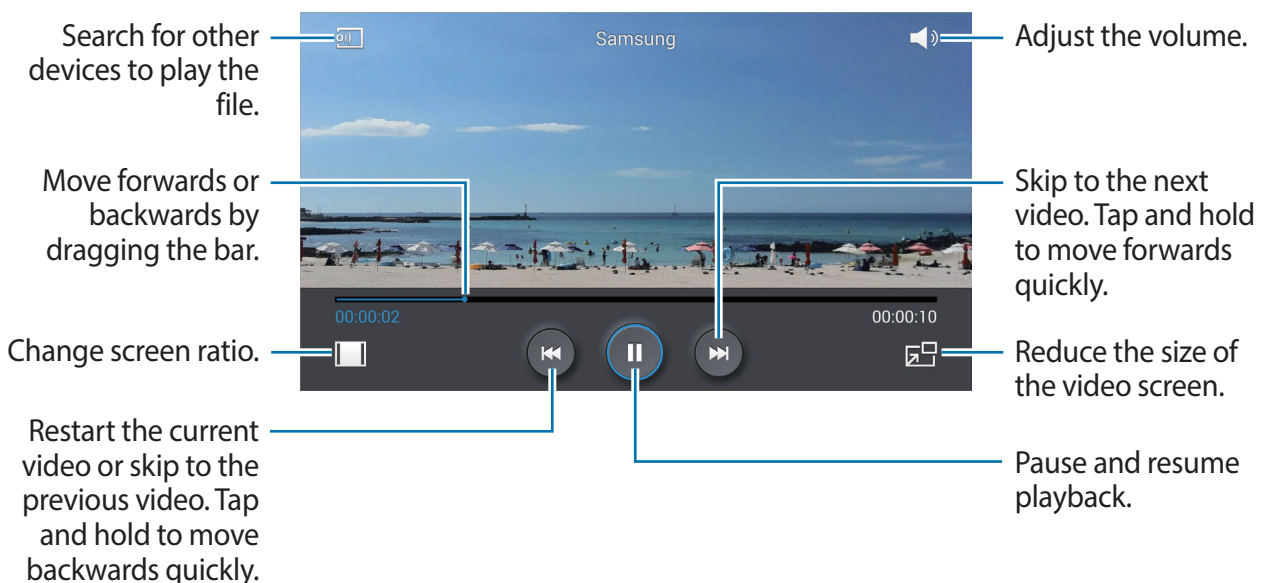 Search for other
devices to play the
file.
Samsung
Adjust the volume.
Move forwards or
backwards by
dragging the bar.
Skip to the next
video. Tap and hold
to move forwards
quickly.
00:00:02
00:00:10
Change screen ratio.
Reduce the size of
the video screen.
Restart the current
video or skip to the
previous video. Tap
and hold to move
backwards quickly.
Pause and resume
playback.